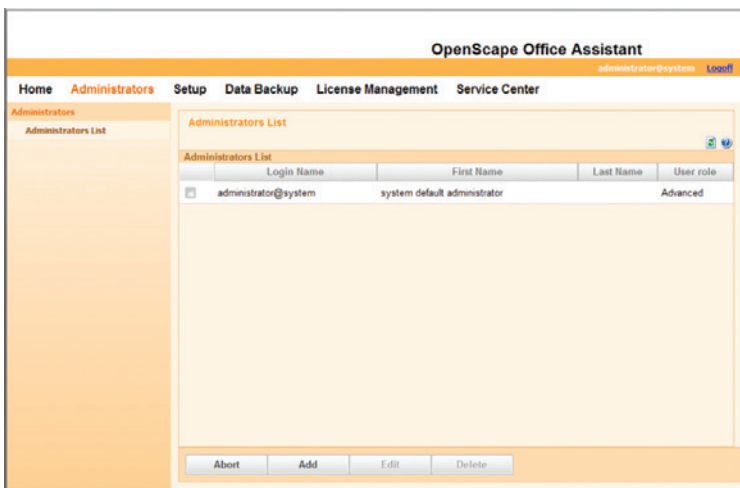 OpenScape Office Assistant
administrator@system Logoff
Home Administrators Setup Data Backup License Management Service Center
Administrators
Administrators List
Administrators List
Administrators List
Login Name First Name Last Name User role
administrator@system system default administrator Advanced
Abort Add Edit Delete